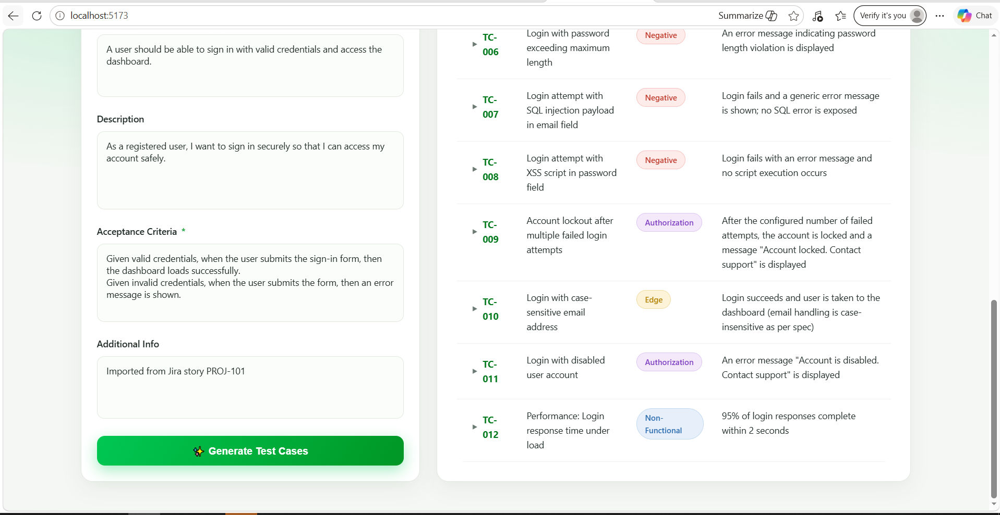 localhost:5173
Summarize
Verify it's you
Chat
A user should be able to sign in with valid credentials and access the
dashboard.
Description
As a registered user, I want to sign in securely so that I can access my
account safely.
Acceptance Criteria *
Given valid credentials, when the user submits the sign-in form, then
the dashboard loads successfully.
Given invalid credentials, when the user submits the form, then an error
message is shown.
Additional Info
Imported from Jira story PROJ-101
✨ Generate Test Cases
TC-
006
Login with password
exceeding maximum
length
Negative
An error message indicating password
length violation is displayed
TC-
007
Login attempt with
SQL injection payload
in email field
Negative
Login fails and a generic error message
is shown; no SQL error is exposed
TC-
008
Login attempt with
XSS script in password
field
Negative
Login fails with an error message and
no script execution occurs
TC-
009
Account lockout after
multiple failed login
attempts
Authorization
After the configured number of failed
attempts, the account is locked and a
message "Account locked. Contact
support" is displayed
TC-
010
Login with case-
sensitive email
address
Edge
Login succeeds and user is taken to the
dashboard (email handling is case-
insensitive as per spec)
TC-
011
Login with disabled
user account
Authorization
An error message "Account is disabled.
Contact support" is displayed
TC-
012
Performance: Login
response time under
load
Non-
Functional
95% of login responses complete
within 2 seconds